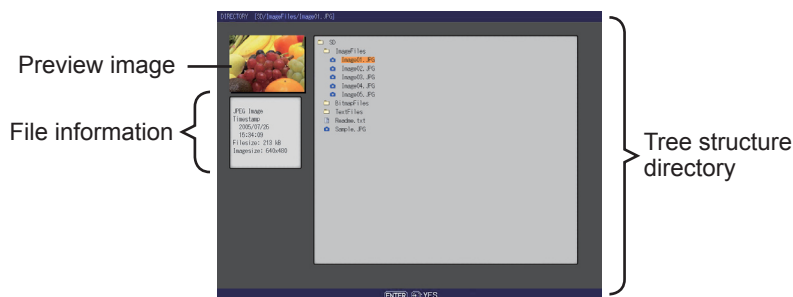 DIRECTORY [SD/ImageFiles/Image01.JPG]
Preview image
File information
JPEG Image
Timestamp
2005/07/26
15:34:09
Filesize: 213 kB
Imagesize: 640x480
SD
ImageFiles
Image01.JPG
Image02.JPG
Image03.JPG
Image04.JPG
Image05.JPG
BitmapFiles
TextFiles
Readme.txt
Sample.JPG
Tree structure
directory
ENTER :YES